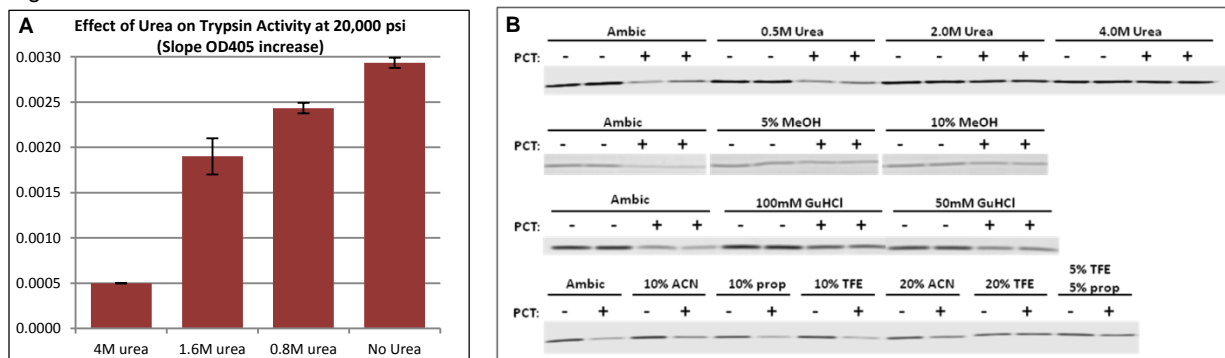 A
Effect of Urea on Trypsin Activity at 20,000 psi
(Slope OD405 increase)
0.0030
0.0025
0.0020
0.0015
0.0010
0.0005
0.0000
4M urea 1.6M urea 0.8M urea No Urea
B
Ambic 0.5M Urea 2.0M Urea 4.0M Urea
PCT: - - + + - - + + - - + + - - + +
Ambic 5% MeOH 10% MeOH
PCT: - - + + - - + + - - + +
Ambic 100mM GuHCl 50mM GuHCl
PCT: - - + + - - + + - - + +
5% TFE
Ambic 10% ACN 10% prop 10% TFE 20% ACN 20% TFE 5% prop
PCT: - + - + - + - + - + - + - +